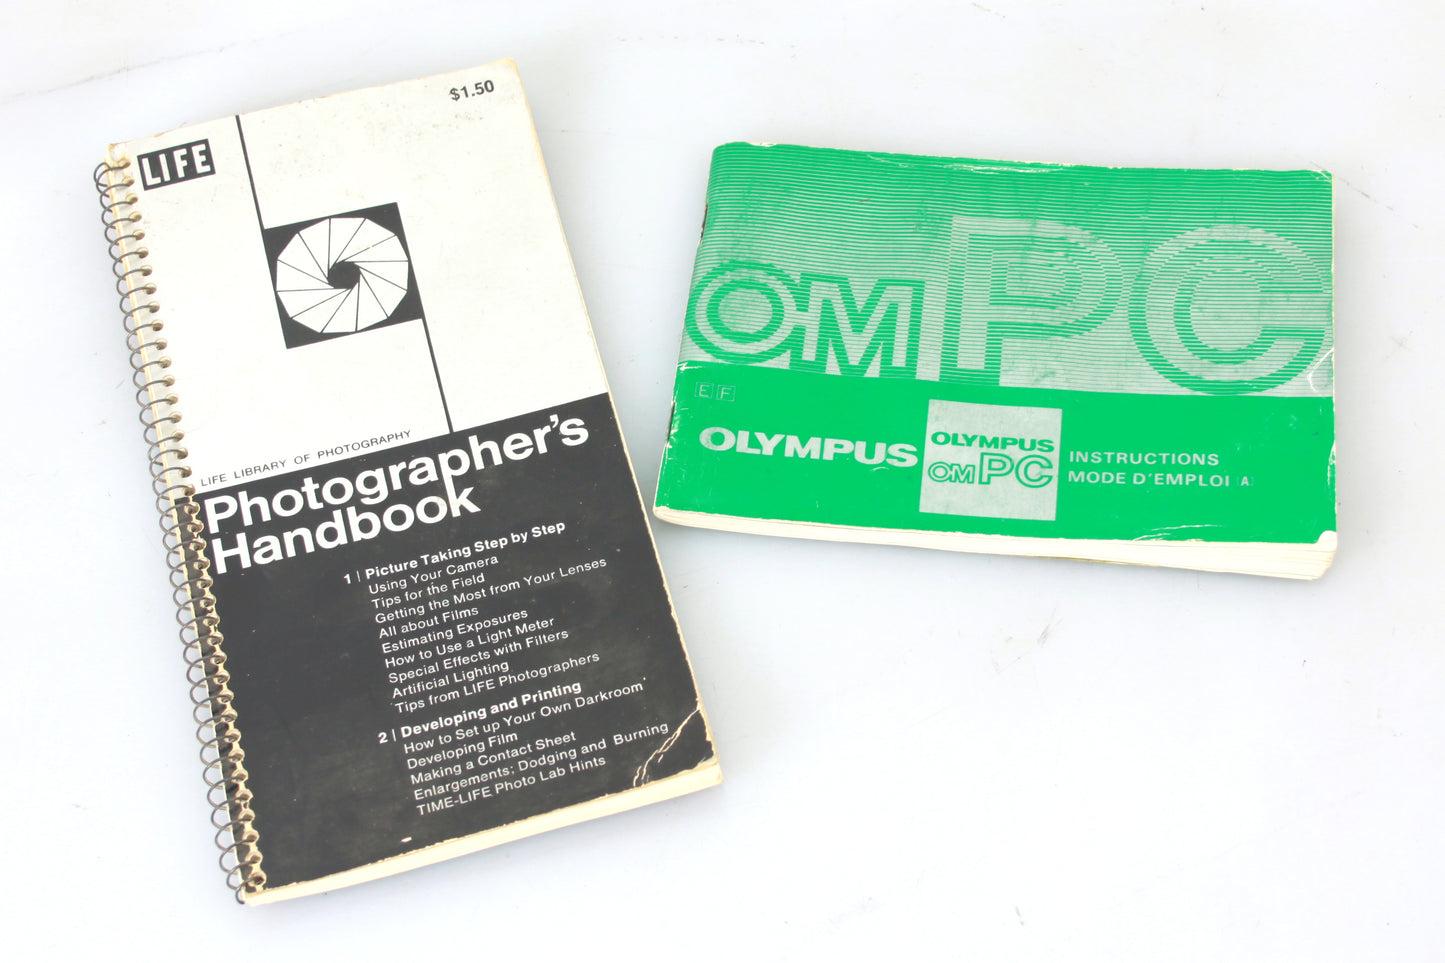 $1.50
LIFE
LIFE LIBRARY OF PHOTOGRAPHY
Photographer's
Handbook
1 | Picture Taking Step by Step
Using Your Camera
Tips for the Field
Getting the Most from Your Lenses
All about Films
Estimating Exposures
How to Use a Light Meter
Special Effects with Filters
Artificial Lighting
Tips from LIFE Photographers
2 | Developing and Printing
How to Set up Your Own Darkroom
Developing Film
Making a Contact Sheet
Enlargements; Dodging and Burning
TIME-LIFE Photo Lab Hints
OM PC
E F
OLYMPUS
OLYMPUS
OM PC
INSTRUCTIONS
MODE D'EMPLOI (A)